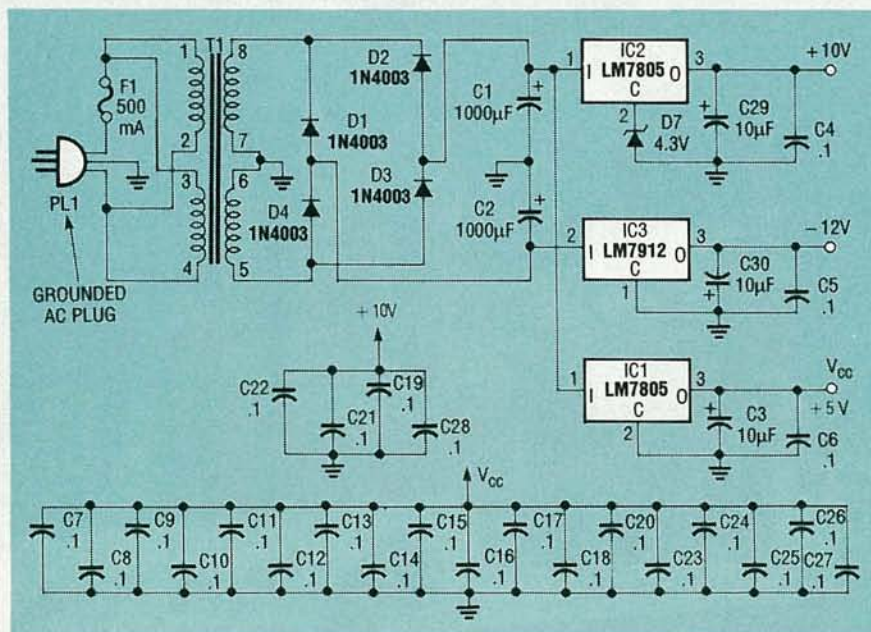 F1
500
mA
PL1
GROUNDED
AC PLUG
1
2
3
4
T1
8
7
6
5
D2
1N4003
D1
1N4003
D3
1N4003
D4
1N4003
C1
1000µF
C2
1000µF
1
I
IC2
LM7805
C
O
3
2
D7
4.3V
+
C29
10µF
C4
.1
+10V
2
I
IC3
LM7912
C
O
3
1
C30
10µF
+
C5
.1
−12V
1
I
IC1
LM7805
C
O
3
2
+
C3
10µF
C6
.1
VCC
+5V
+10V
C22
.1
C21
.1
C19
.1
C28
.1
VCC
C7
.1
C8
.1
C9
.1
C10
.1
C11
.1
C12
.1
C13
.1
C14
.1
C15
.1
C16
.1
C17
.1
C18
.1
C20
.1
C23
.1
C24
.1
C25
.1
C26
.1
C27
.1